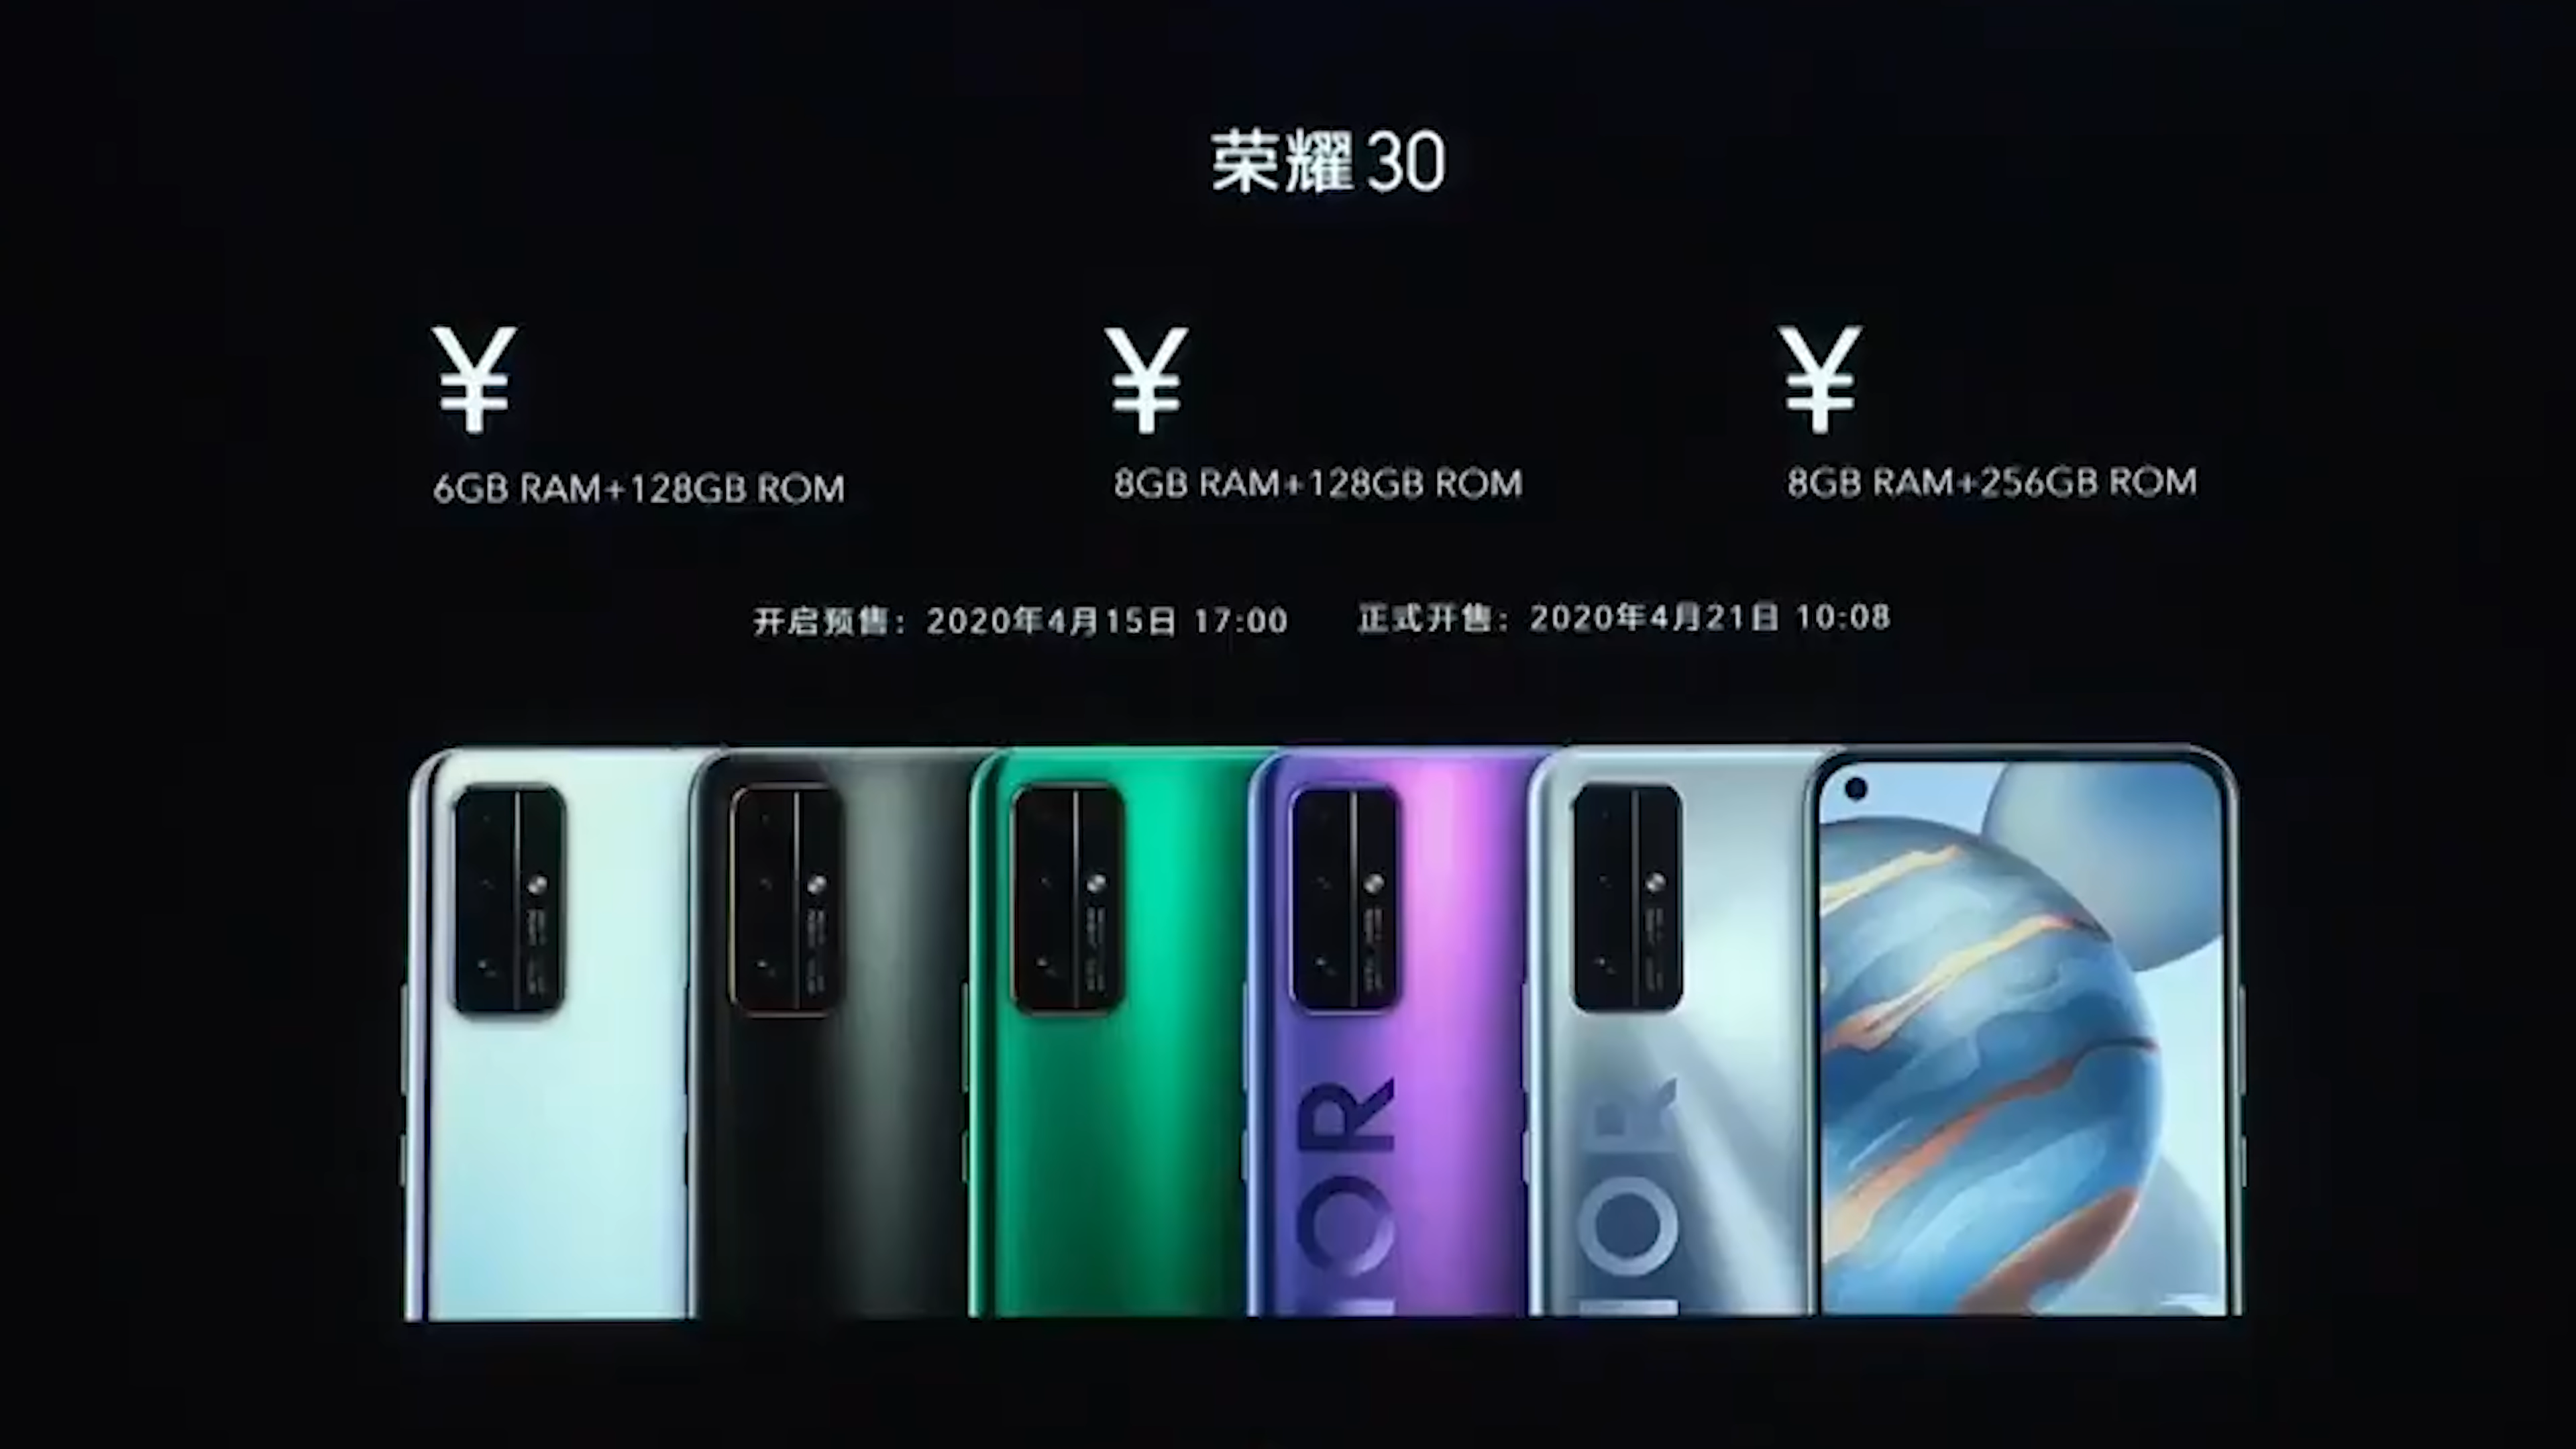 荣耀30
¥
¥
¥
6GB RAM+128GB ROM
8GB RAM+128GB ROM
8GB RAM+256GB ROM
开启预售：2020年4月15日 17:00
正式开售：2020年4月21日 10:08
IOR
IOR